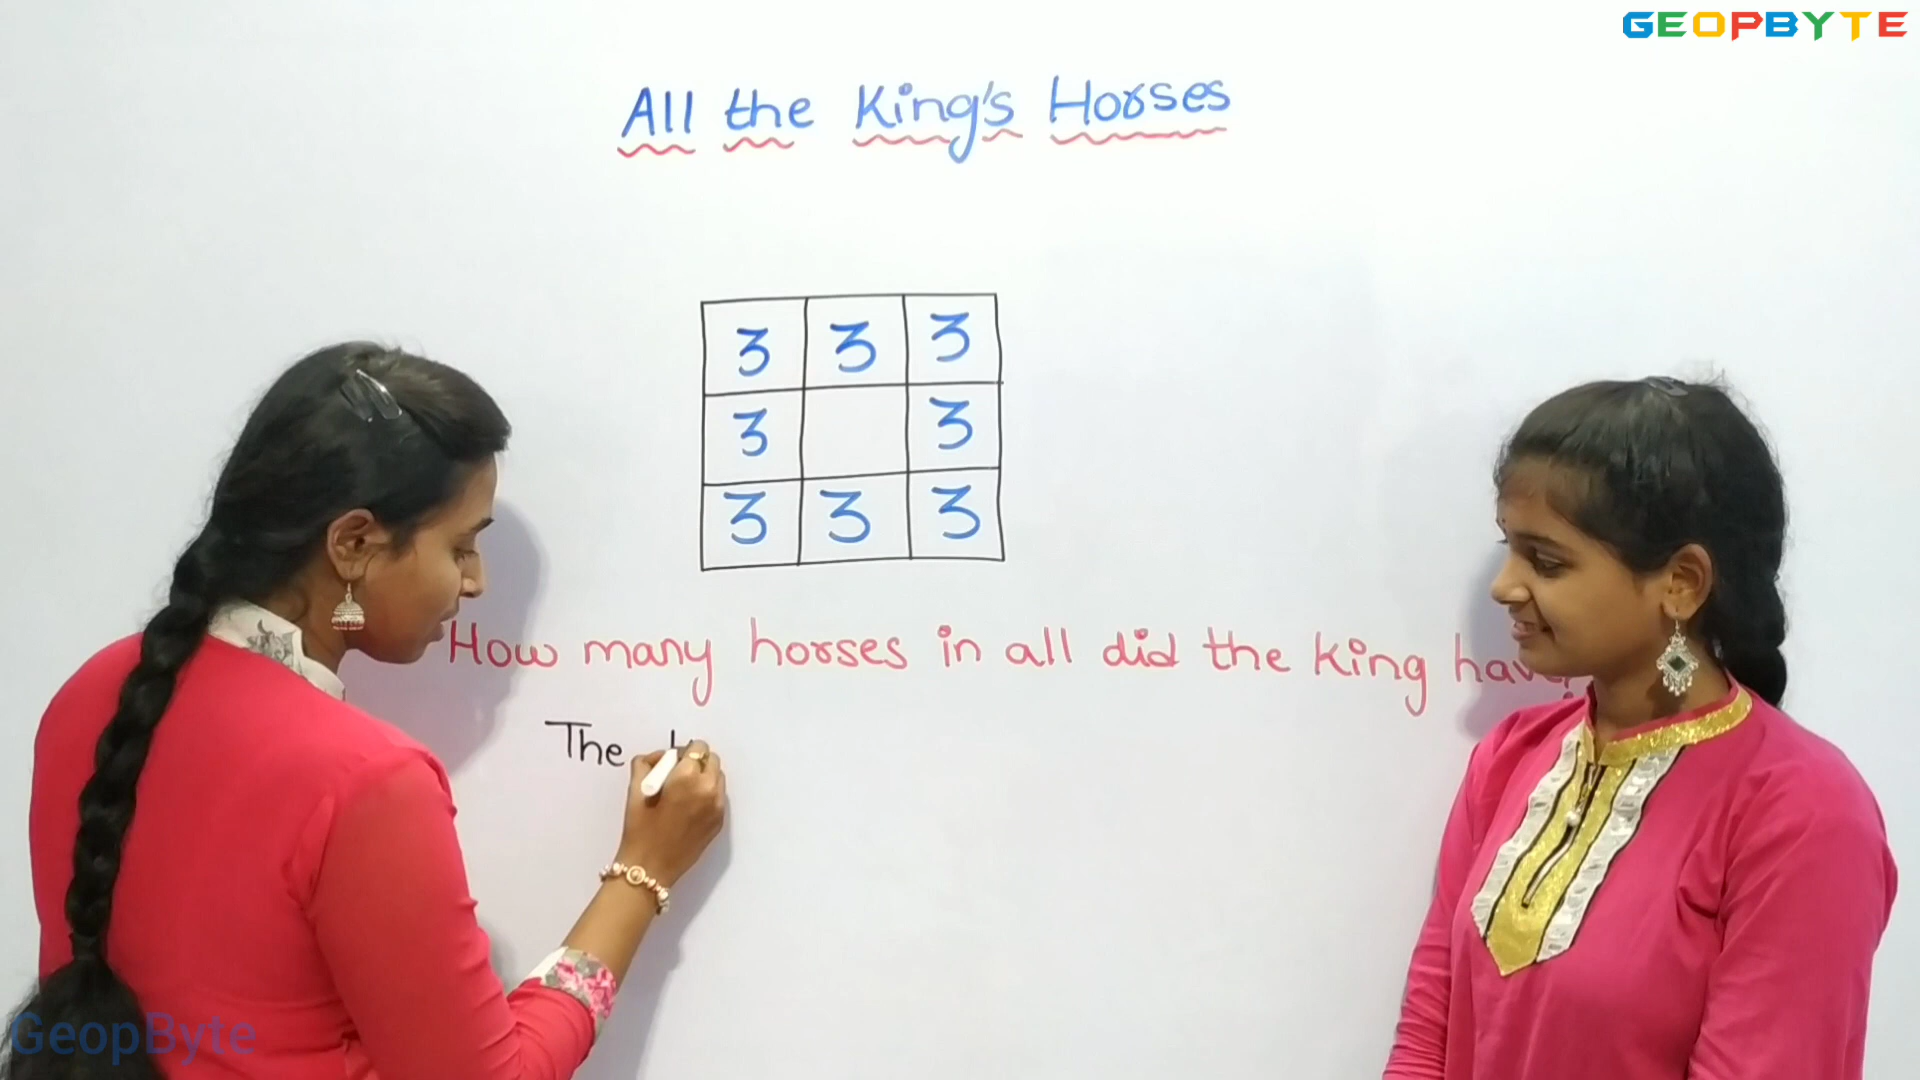 GEOPBYTE
All the King's Horses
3 3 3
3 3
3 3 3
How many horses in all did the king have?
The
GeopByte